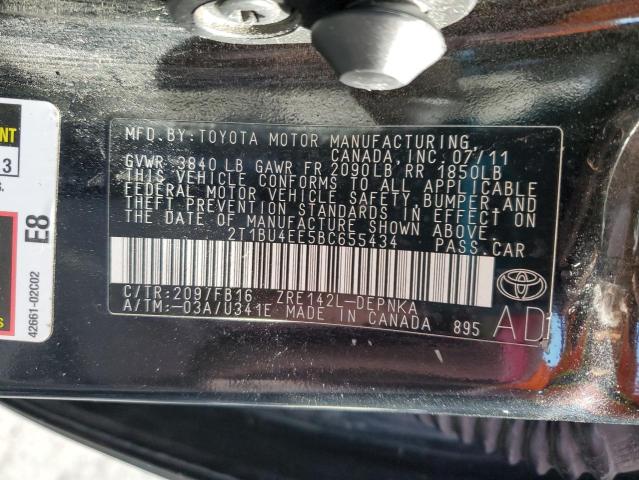 MFD. BY: TOYOTA MOTOR MANUFACTURING,
CANADA, INC. 07/11
GVWR 3840 LB GAWR FR 2090LB RR 1850LB
THIS VEHICLE CONFORMS TO ALL APPLICABLE
FEDERAL MOTOR VEHICLE SAFETY, BUMPER AND
THEFT PREVENTION STANDARDS IN EFFECT ON
THE DATE OF MANUFACTURE SHOWN ABOVE.
2T1BU4EE5BC655434 PASS.CAR
C/TR:2097FB16 ZRE142L-DEPNKA
A/TM:-03A/U341E MADE IN CANADA 895
AD
E8
42661-02C02